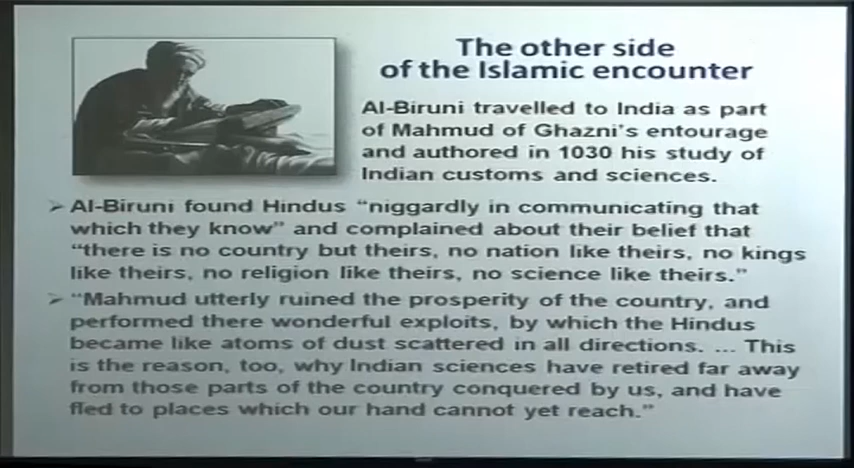 The other side
of the Islamic encounter
Al-Biruni travelled to India as part
of Mahmud of Ghazni's entourage
and authored in 1030 his study of
Indian customs and sciences.
➢ Al-Biruni found Hindus “niggardly in communicating that
which they know” and complained about their belief that
“there is no country but theirs, no nation like theirs, no kings
like theirs, no religion like theirs, no science like theirs.”
➢ “Mahmud utterly ruined the prosperity of the country, and
performed there wonderful exploits, by which the Hindus
became like atoms of dust scattered in all directions. ... This
is the reason, too, why Indian sciences have retired far away
from those parts of the country conquered by us, and have
fled to places which our hand cannot yet reach.”